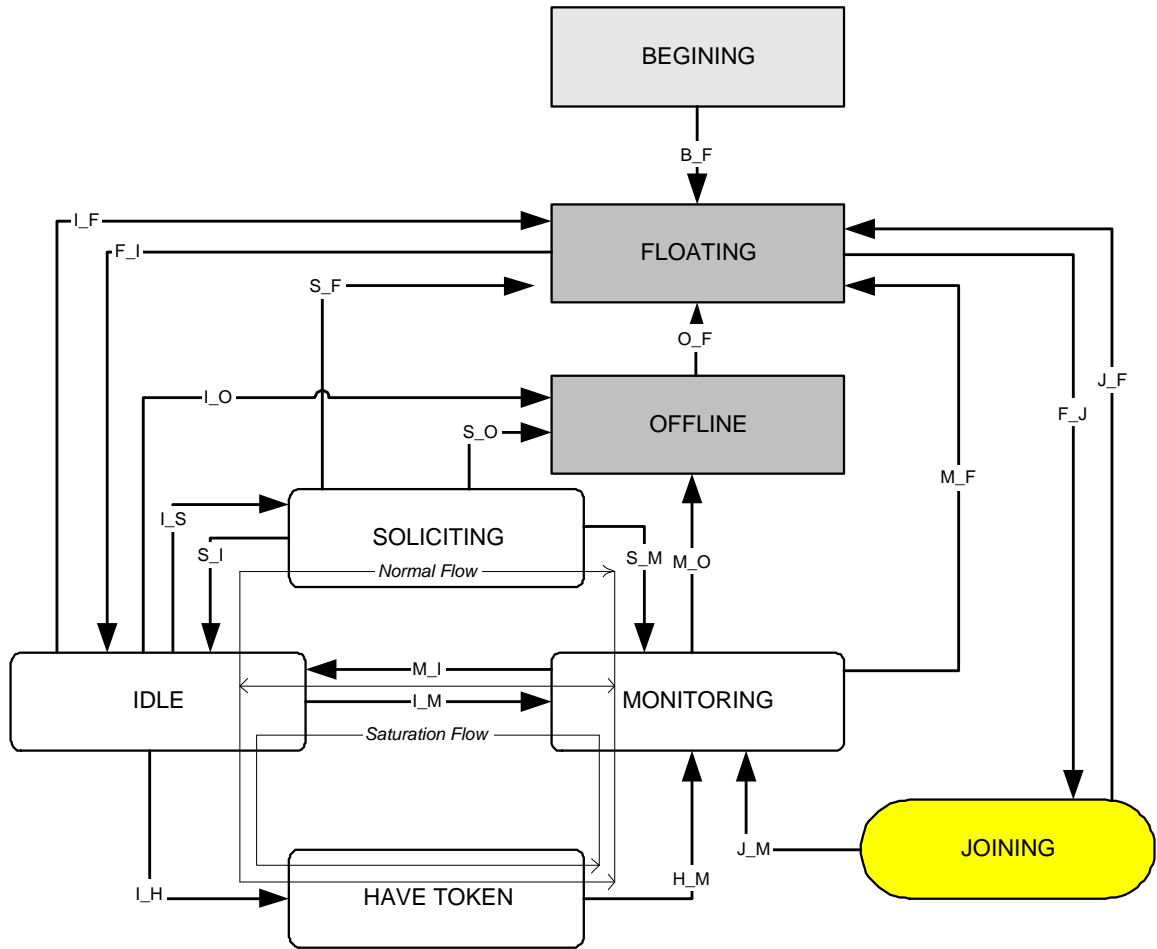 BEGINING
B_F
I_F
F_I
FLOATING
S_F
O_F
J_F
I_O
F_J
OFFLINE
S_O
M_F
I_S
SOLICITING
S_I
S_M
M_O
Normal Flow
M_I
IDLE
I_M
MONITORING
Saturation Flow
J_M
JOINING
H_M
I_H
HAVE TOKEN